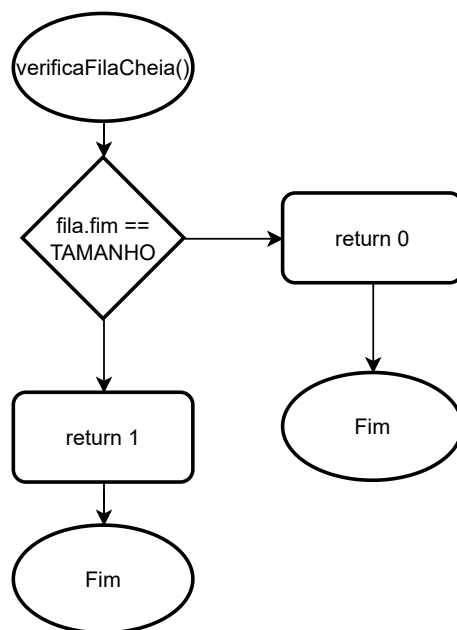 verificaFilaCheia()
fila.fim ==
TAMANHO
return 0
return 1
Fim
Fim